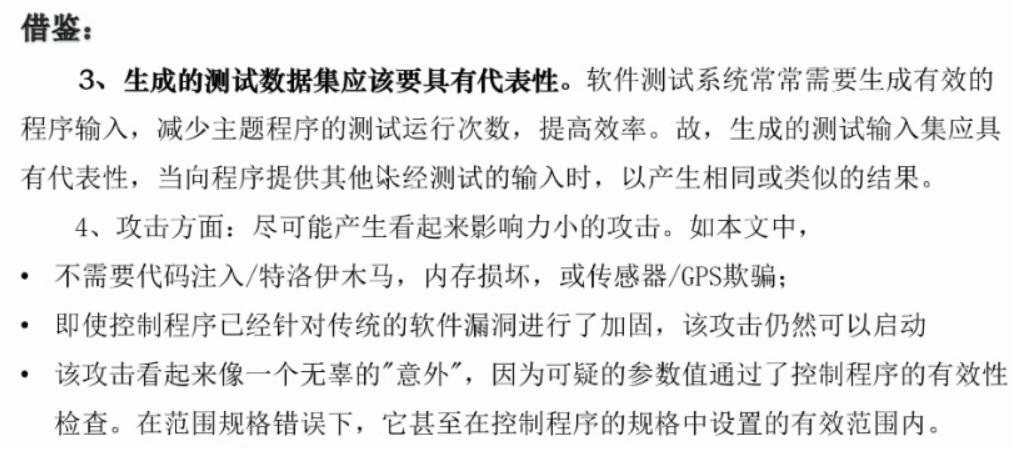 借鉴:
3、生成的测试数据集应该要具有代表性。软件测试系统常常需要生成有效的
程序输入，减少主题程序的测试运行次数，提高效率。故，生成的测试输入集应具
有代表性，当向程序提供其他未经测试的输入时，以产生相同或类似的结果。
4、攻击方面：尽可能产生看起来影响力小的攻击。如本文中，
• 不需要代码注入/特洛伊木马，内存损坏，或传感器/GPS欺骗；
• 即使控制程序已经针对传统的软件漏洞进行了加固，该攻击仍然可以启动
• 该攻击看起来像一个无辜的"意外"，因为可疑的参数值通过了控制程序的有效性
检查。在范围规格错误下，它甚至在控制程序的规格中设置的有效范围内。